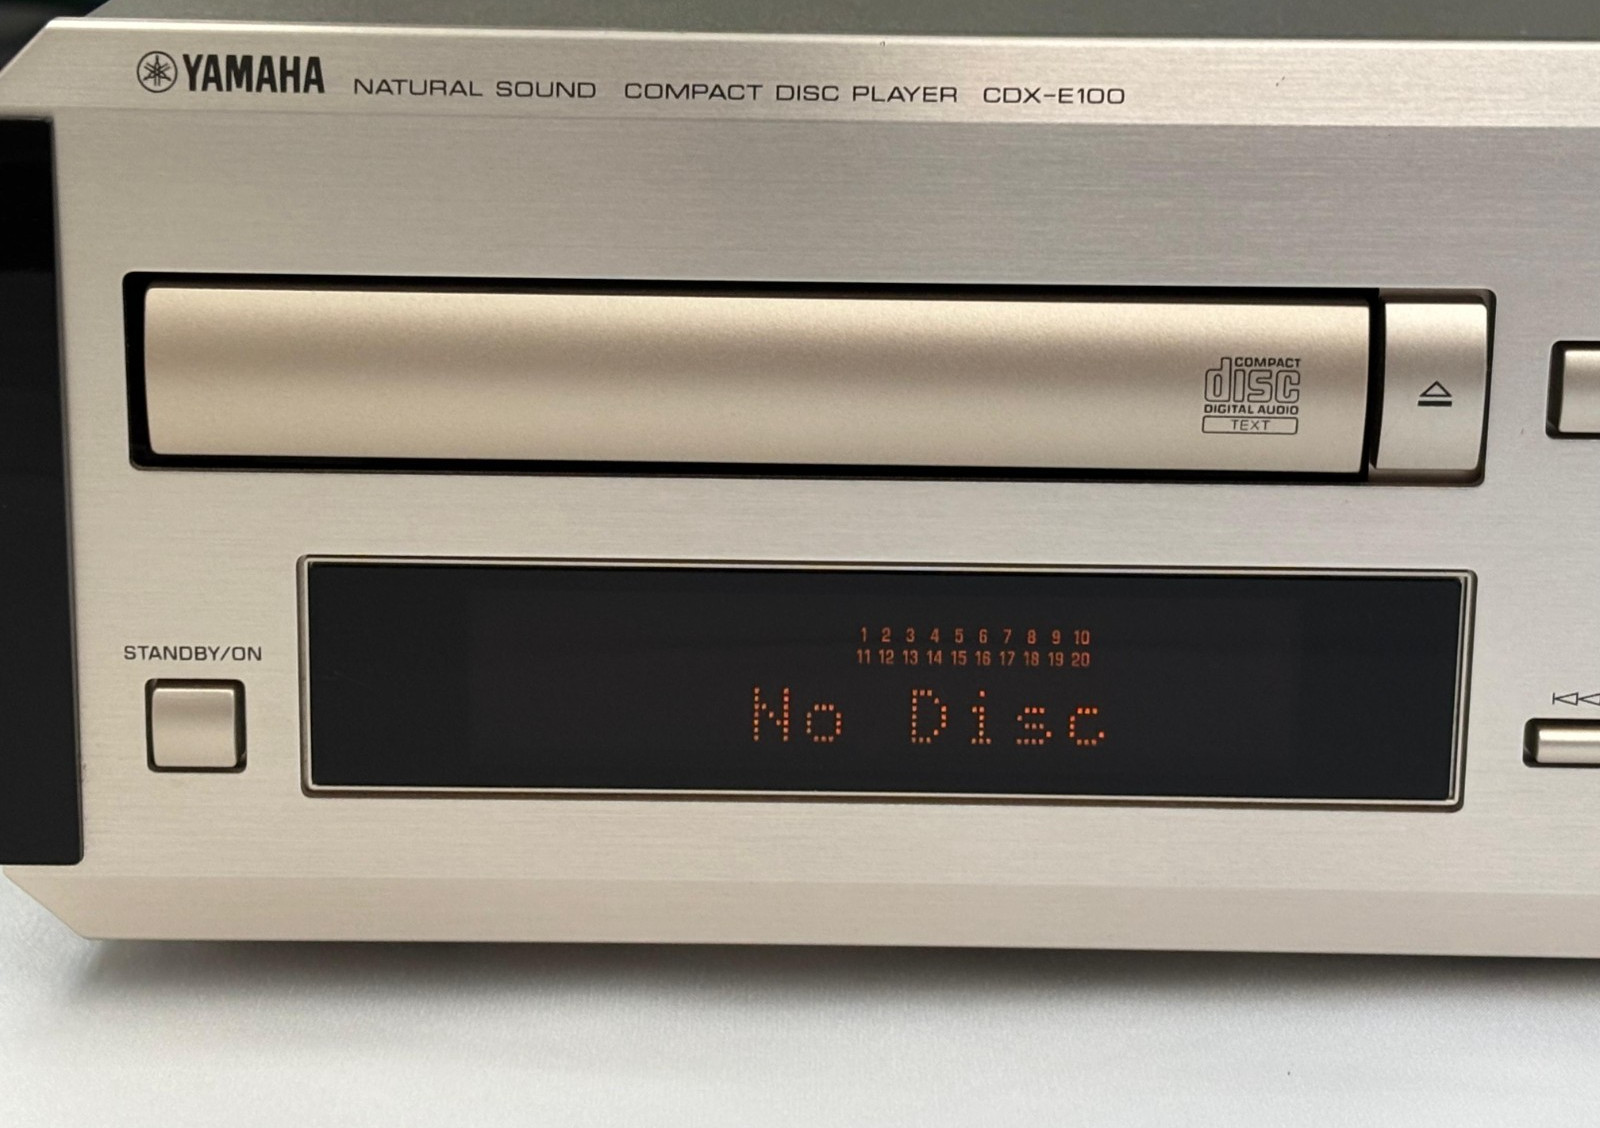 YAMAHA NATURAL SOUND COMPACT DISC PLAYER CDX-E100
COMPACT
disc
DIGITAL AUDIO
TEXT
1 2 3 4 5 6 7 8 9 10
11 12 13 14 15 16 17 18 19 20
No Disc
STANDBY/ON